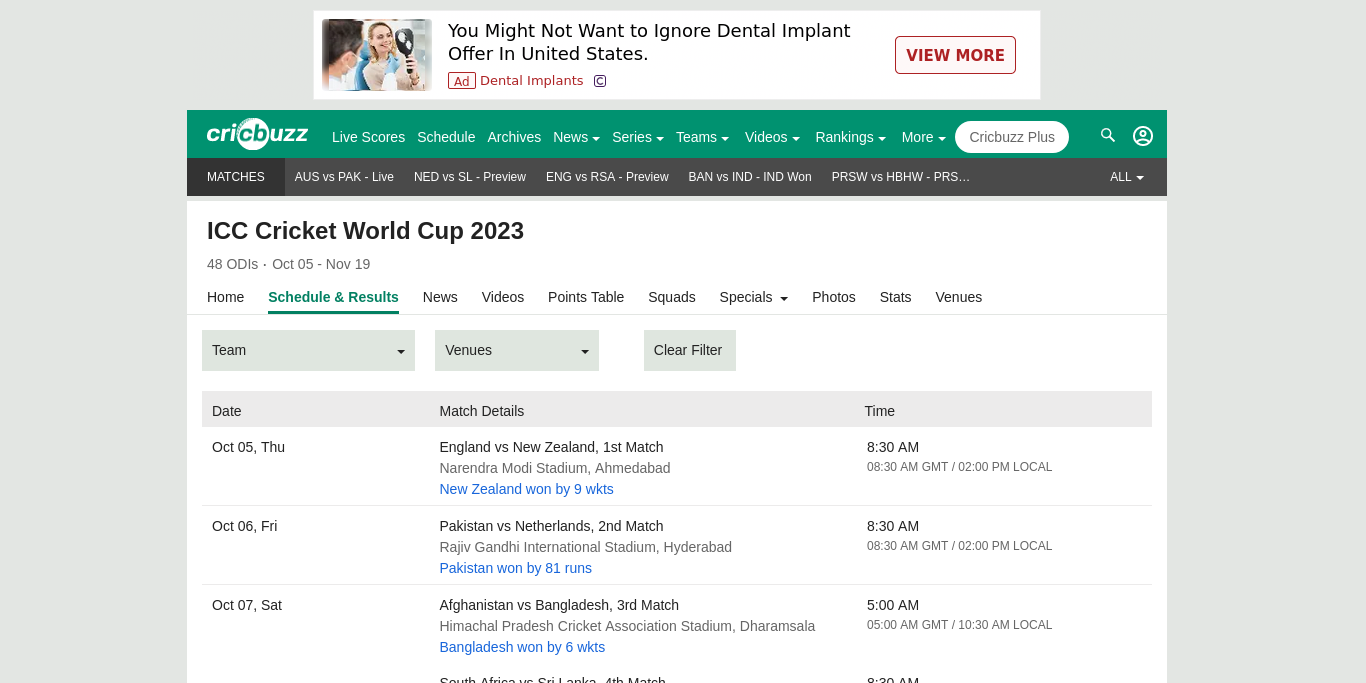 You Might Not Want to Ignore Dental Implant
Offer In United States.
Ad Dental Implants
VIEW MORE
cricbuzz Live Scores Schedule Archives News Series Teams Videos Rankings More Cricbuzz Plus
MATCHES AUS vs PAK - Live NED vs SL - Preview ENG vs RSA - Preview BAN vs IND - IND Won PRSW vs HBHW - PRS… ALL
ICC Cricket World Cup 2023
48 ODIs · Oct 05 - Nov 19
Home Schedule & Results News Videos Points Table Squads Specials Photos Stats Venues
Team Venues Clear Filter
Date Match Details Time
Oct 05, Thu England vs New Zealand, 1st Match 8:30 AM
Narendra Modi Stadium, Ahmedabad 08:30 AM GMT / 02:00 PM LOCAL
New Zealand won by 9 wkts
Oct 06, Fri Pakistan vs Netherlands, 2nd Match 8:30 AM
Rajiv Gandhi International Stadium, Hyderabad 08:30 AM GMT / 02:00 PM LOCAL
Pakistan won by 81 runs
Oct 07, Sat Afghanistan vs Bangladesh, 3rd Match 5:00 AM
Himachal Pradesh Cricket Association Stadium, Dharamsala 05:00 AM GMT / 10:30 AM LOCAL
Bangladesh won by 6 wkts
South Africa vs Sri Lanka, 4th Match 8:30 AM